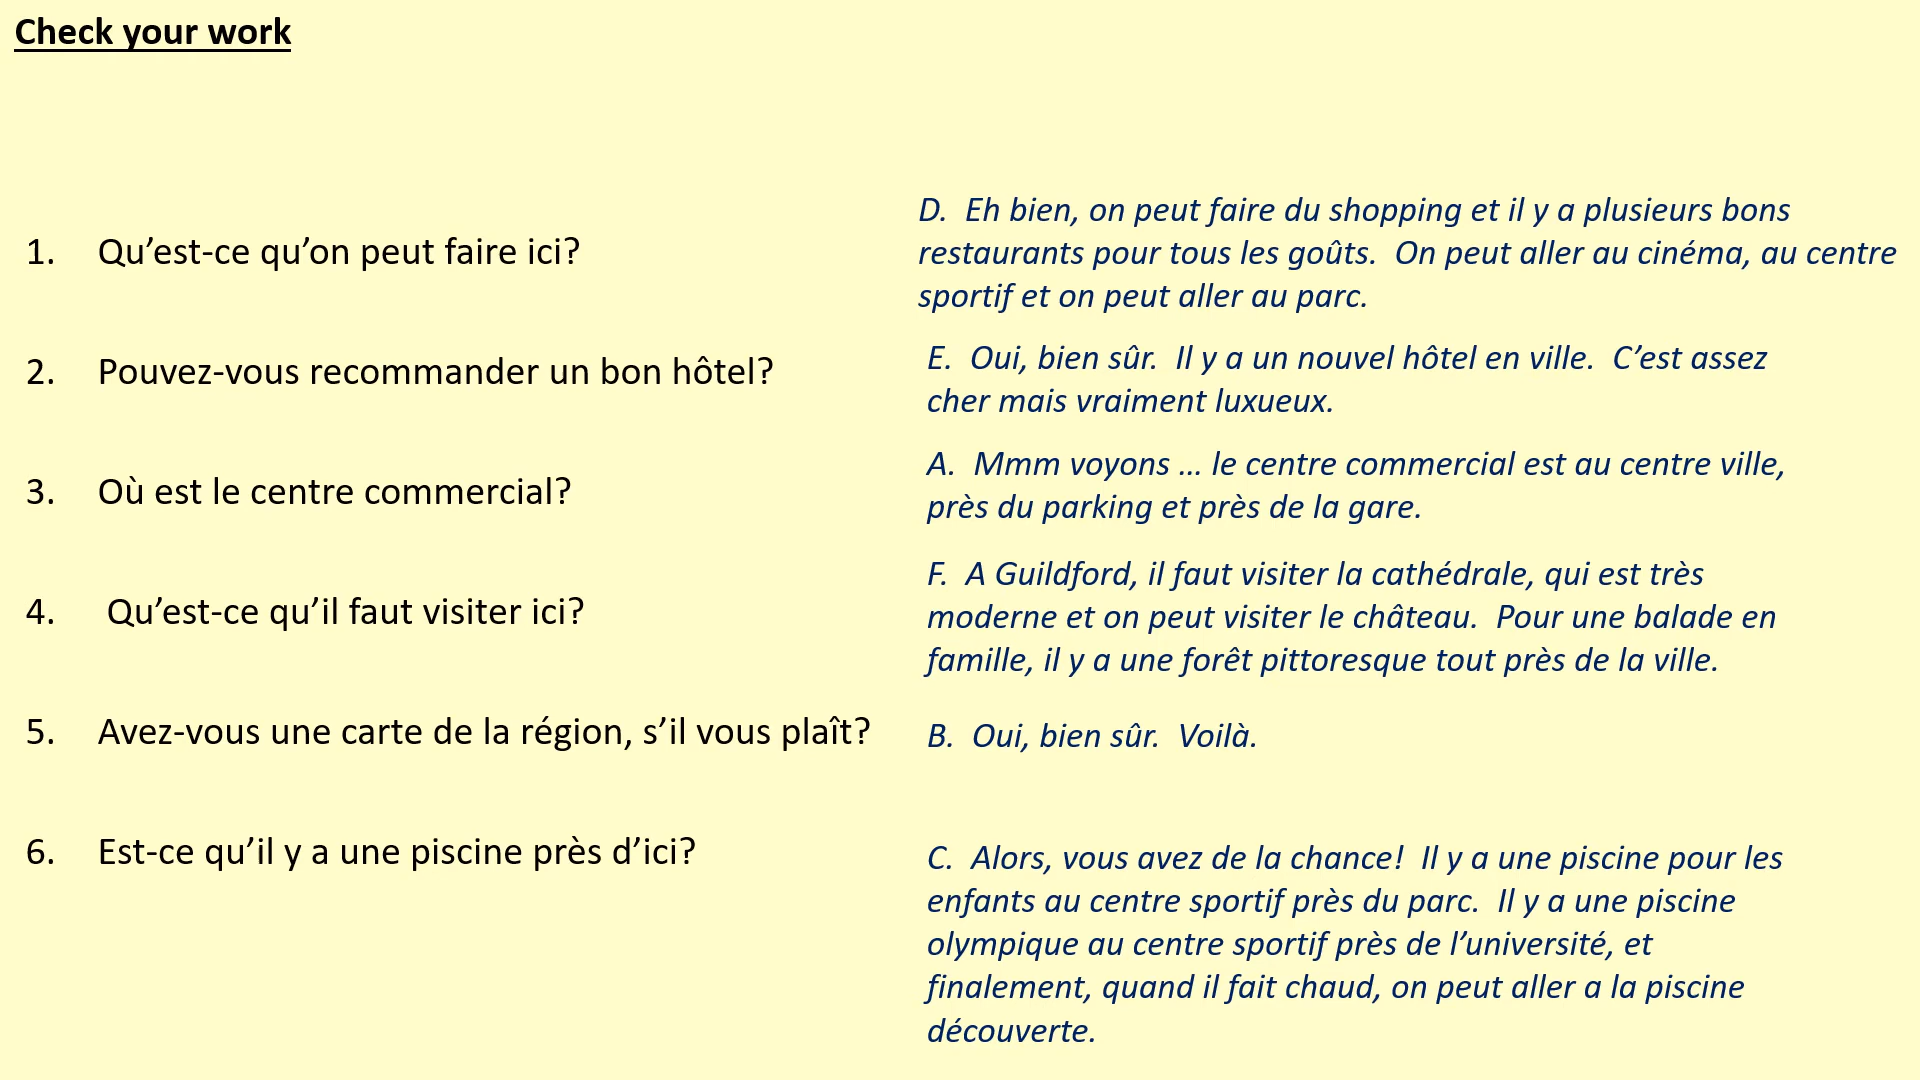 Check your work
1. Qu’est-ce qu’on peut faire ici?
D. Eh bien, on peut faire du shopping et il y a plusieurs bons
restaurants pour tous les goûts. On peut aller au cinéma, au centre
sportif et on peut aller au parc.
2. Pouvez-vous recommander un bon hôtel?
E. Oui, bien sûr. Il y a un nouvel hôtel en ville. C’est assez
cher mais vraiment luxueux.
3. Où est le centre commercial?
A. Mmm voyons … le centre commercial est au centre ville,
près du parking et près de la gare.
4. Qu’est-ce qu’il faut visiter ici?
F. A Guildford, il faut visiter la cathédrale, qui est très
moderne et on peut visiter le château. Pour une balade en
famille, il y a une forêt pittoresque tout près de la ville.
5. Avez-vous une carte de la région, s’il vous plaît?
B. Oui, bien sûr. Voilà.
6. Est-ce qu’il y a une piscine près d’ici?
C. Alors, vous avez de la chance! Il y a une piscine pour les
enfants au centre sportif près du parc. Il y a une piscine
olympique au centre sportif près de l’université, et
finalement, quand il fait chaud, on peut aller a la piscine
découverte.